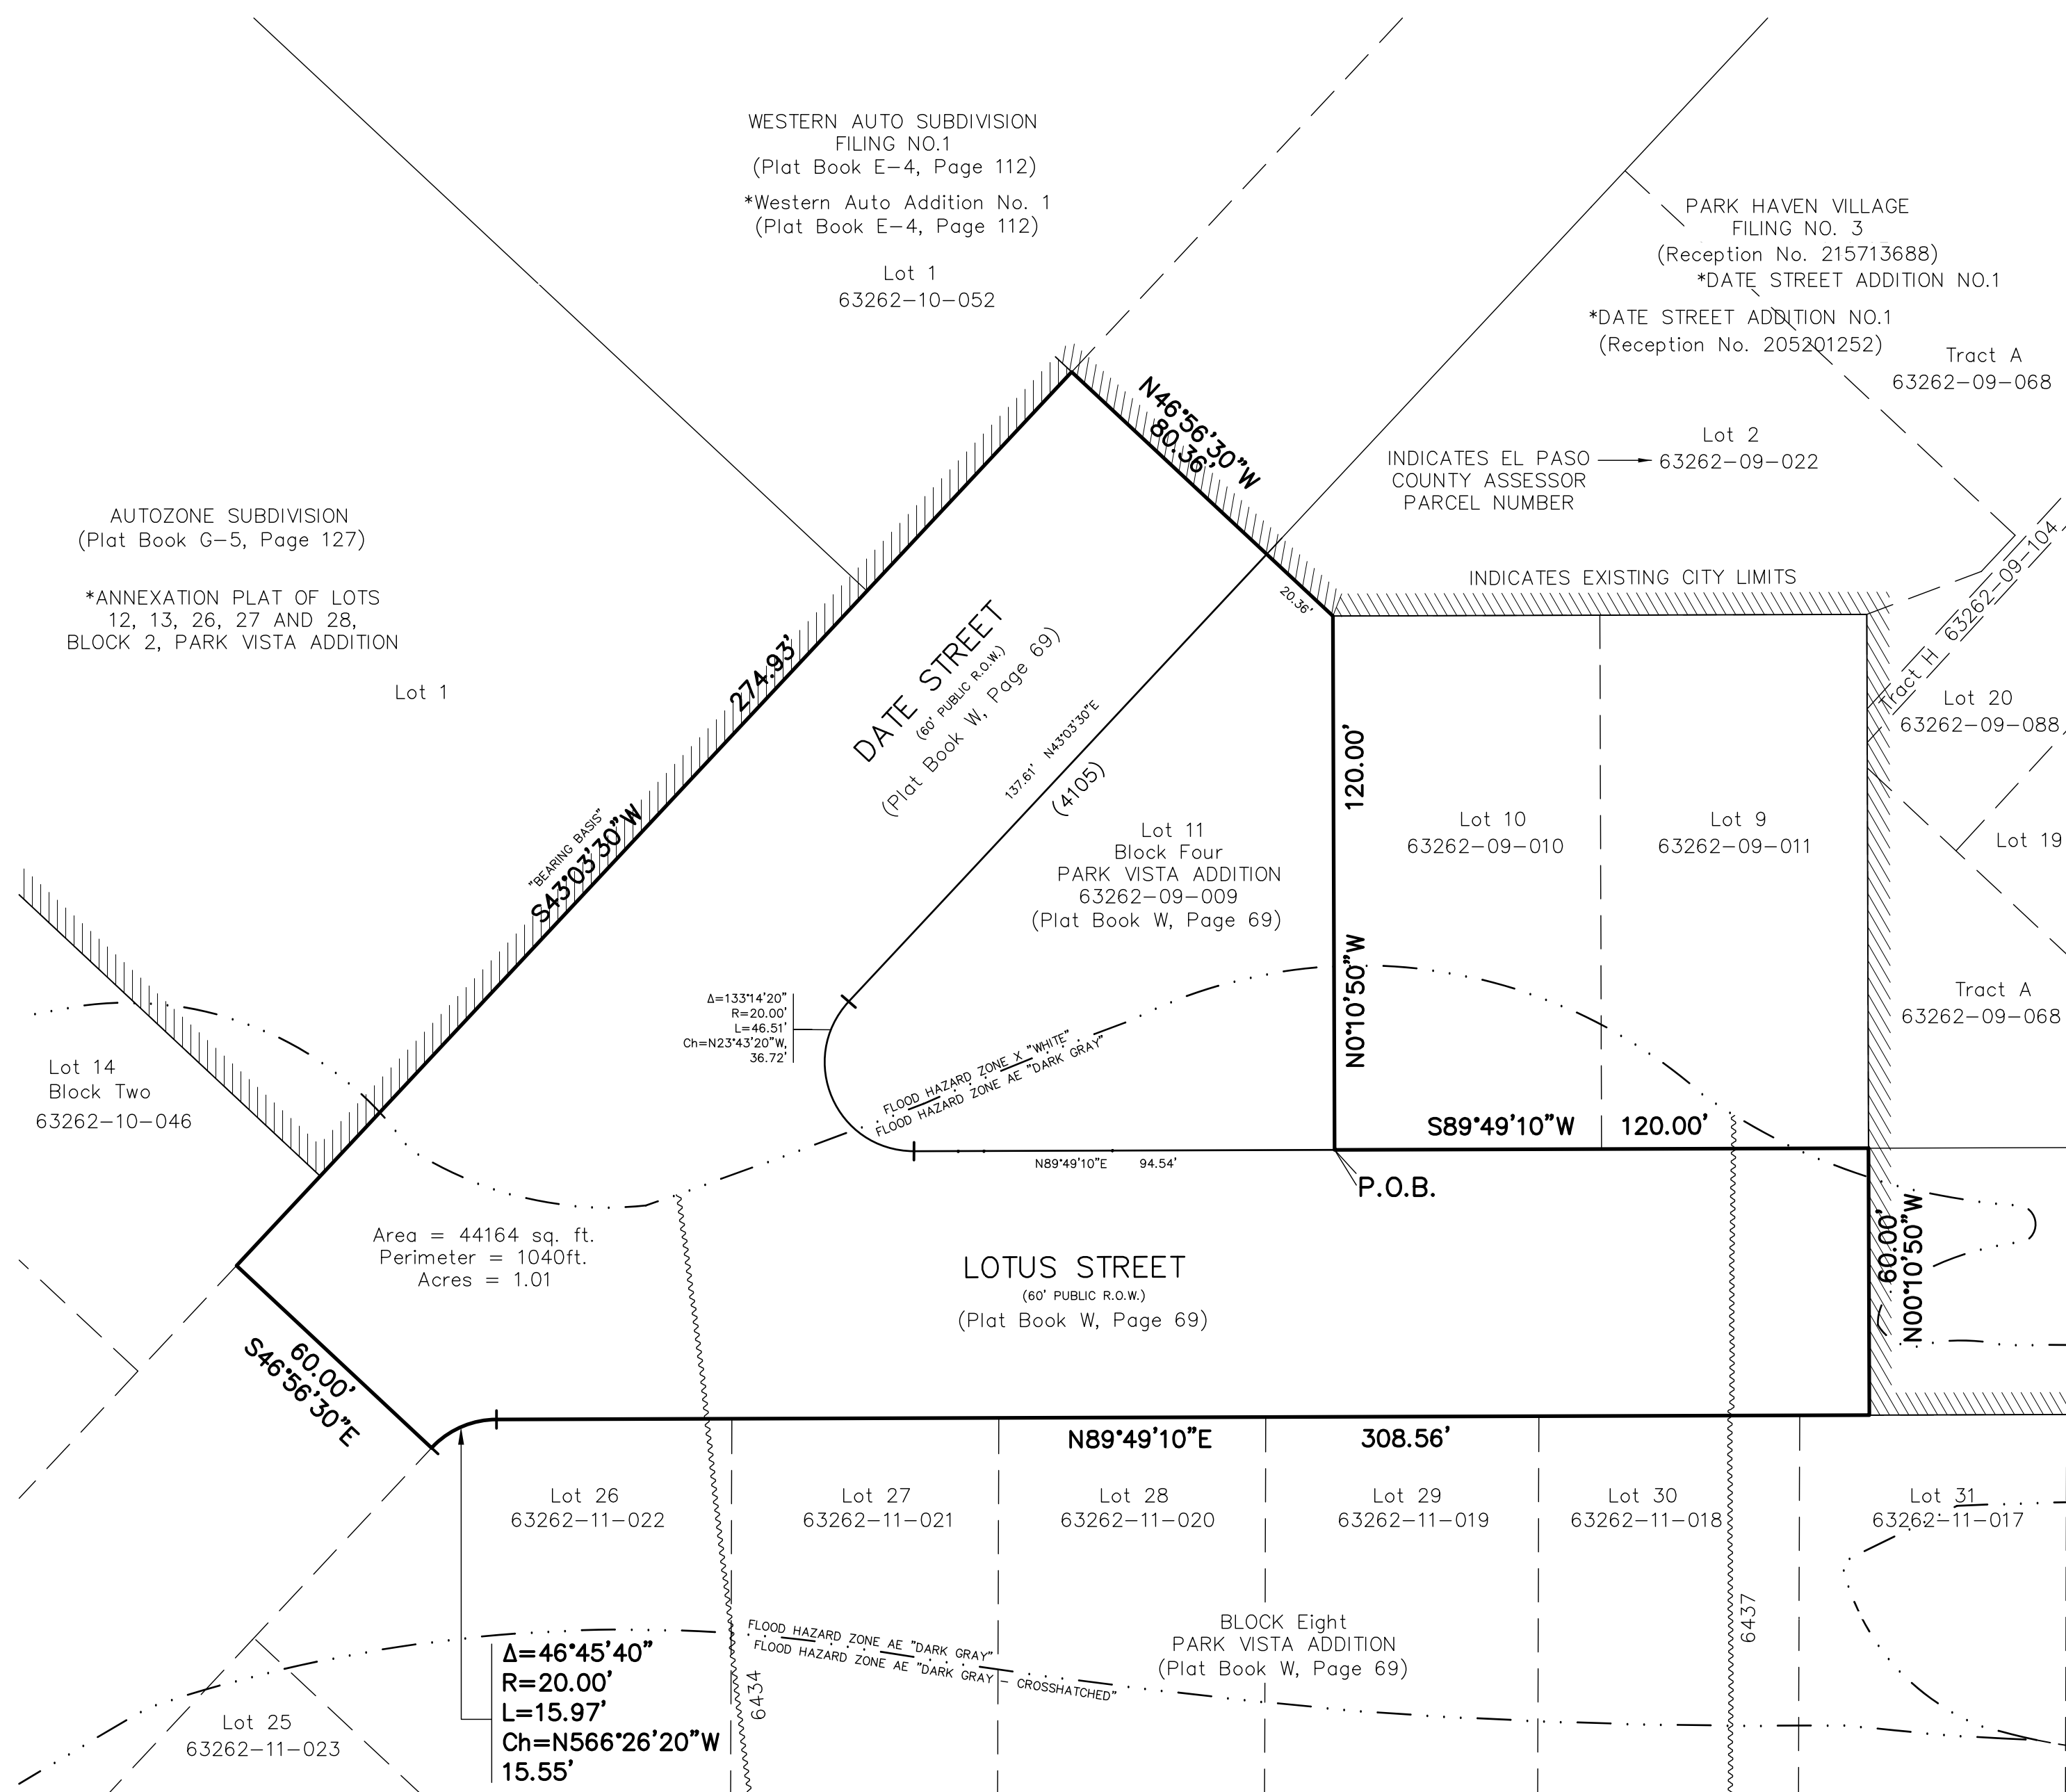 WESTERN AUTO SUBDIVISION
FILING NO.1
(Plat Book E-4, Page 112)
*Western Auto Addition No. 1
(Plat Book E-4, Page 112)
Lot 1
63262-10-052
PARK HAVEN VILLAGE
FILING NO. 3
(Reception No. 215713688)
*DATE STREET ADDITION NO.1
*DATE STREET ADDITION NO.1
(Reception No. 205201252)
Tract A
63262-09-068
Lot 2
63262-09-022
INDICATES EL PASO
COUNTY ASSESSOR
PARCEL NUMBER
N46°56'30"W
80.36'
20.36'
INDICATES EXISTING CITY LIMITS
Tract H 63262-09-104
AUTOZONE SUBDIVISION
(Plat Book G-5, Page 127)
*ANNEXATION PLAT OF LOTS
12, 13, 26, 27 AND 28,
BLOCK 2, PARK VISTA ADDITION
Lot 1
274.93'
"BEARING BASIS"
S43°03'30"W
DATE STREET
(60' PUBLIC R.O.W.)
(Plat Book W, Page 69)
137.61' N43°03'30"E
(4105)
120.00'
N0°10'50"W
Lot 11
Block Four
PARK VISTA ADDITION
63262-09-009
(Plat Book W, Page 69)
Lot 10
63262-09-010
Lot 9
63262-09-011
Lot 20
63262-09-088
Lot 19
Tract A
63262-09-068
Δ=133°14'20"
R=20.00'
L=46.51'
Ch=N23°43'20"W,
36.72'
FLOOD HAZARD ZONE X "WHITE"
FLOOD HAZARD ZONE AE "DARK GRAY"
Lot 14
Block Two
63262-10-046
S89°49'10"W 120.00'
N89°49'10"E 94.54'
P.O.B.
60.00'
N00°10'50"W
Area = 44164 sq. ft.
Perimeter = 1040ft.
Acres = 1.01
LOTUS STREET
(60' PUBLIC R.O.W.)
(Plat Book W, Page 69)
60.00'
S46°56'30"E
N89°49'10"E 308.56'
Lot 26
63262-11-022
Lot 27
63262-11-021
Lot 28
63262-11-020
Lot 29
63262-11-019
Lot 30
63262-11-018
Lot 31
63262-11-017
FLOOD HAZARD ZONE AE "DARK GRAY"
FLOOD HAZARD ZONE AE "DARK GRAY - CROSSHATCHED"
BLOCK Eight
PARK VISTA ADDITION
(Plat Book W, Page 69)
6434
6437
Δ=46°45'40"
R=20.00'
L=15.97'
Ch=N566°26'20"W
15.55'
Lot 25
63262-11-023